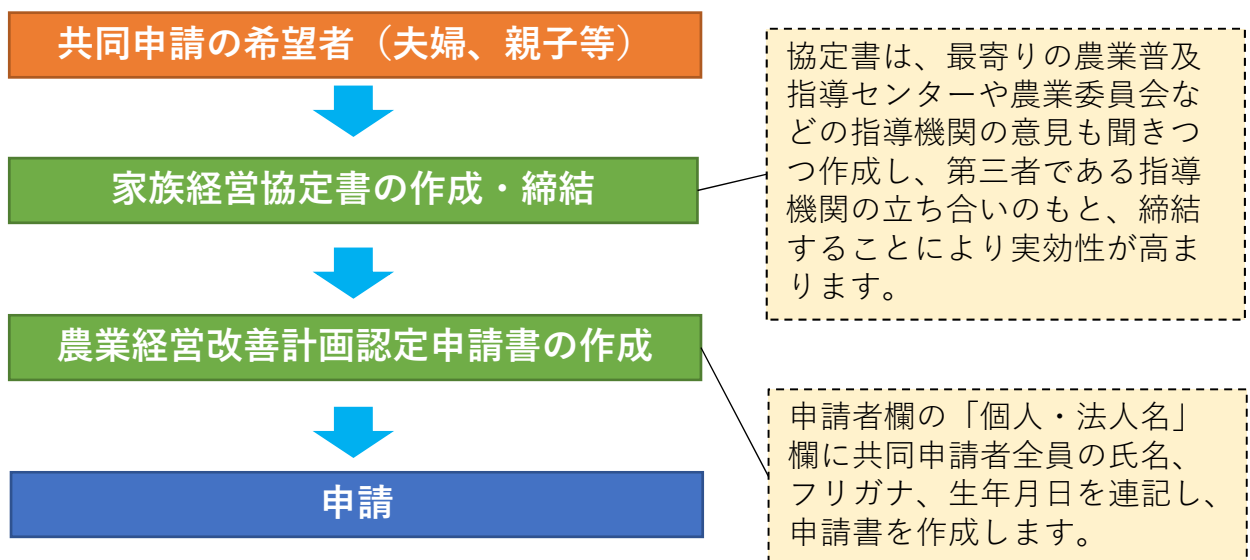 共同申請の希望者（夫婦、親子等）
家族経営協定書の作成・締結
協定書は、最寄りの農業普及
指導センターや農業委員会な
どの指導機関の意見も聞きつ
つ作成し、第三者である指導
機関の立ち合いのもと、締結
することにより実効性が高ま
ります。
農業経営改善計画認定申請書の作成
申請者欄の「個人・法人名」
欄に共同申請者全員の氏名、
フリガナ、生年月日を連記し、
申請書を作成します。
申請